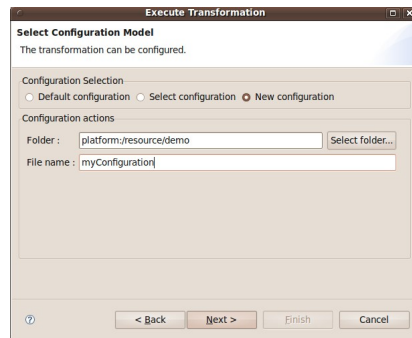 Execute Transformation
Select Configuration Model
The transformation can be configured.
Configuration Selection
Default configuration Select configuration New configuration
Configuration actions
Folder : platform:/resource/demo Select folder...
File name : myConfiguration
? < Back Next > Finish Cancel